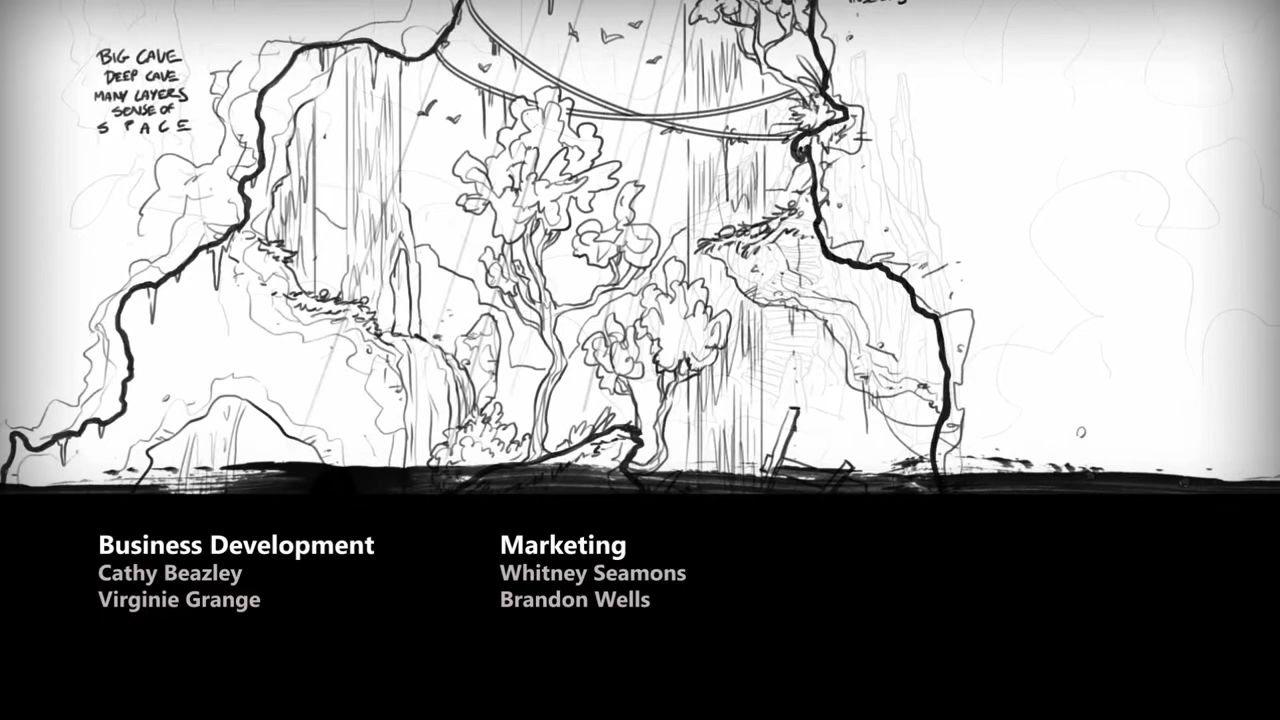 BIG CAVE
DEEP CAVE
MANY LAYERS
SENSE OF
S P A C E
Business Development
Cathy Beazley
Virginie Grange
Marketing
Whitney Seamons
Brandon Wells